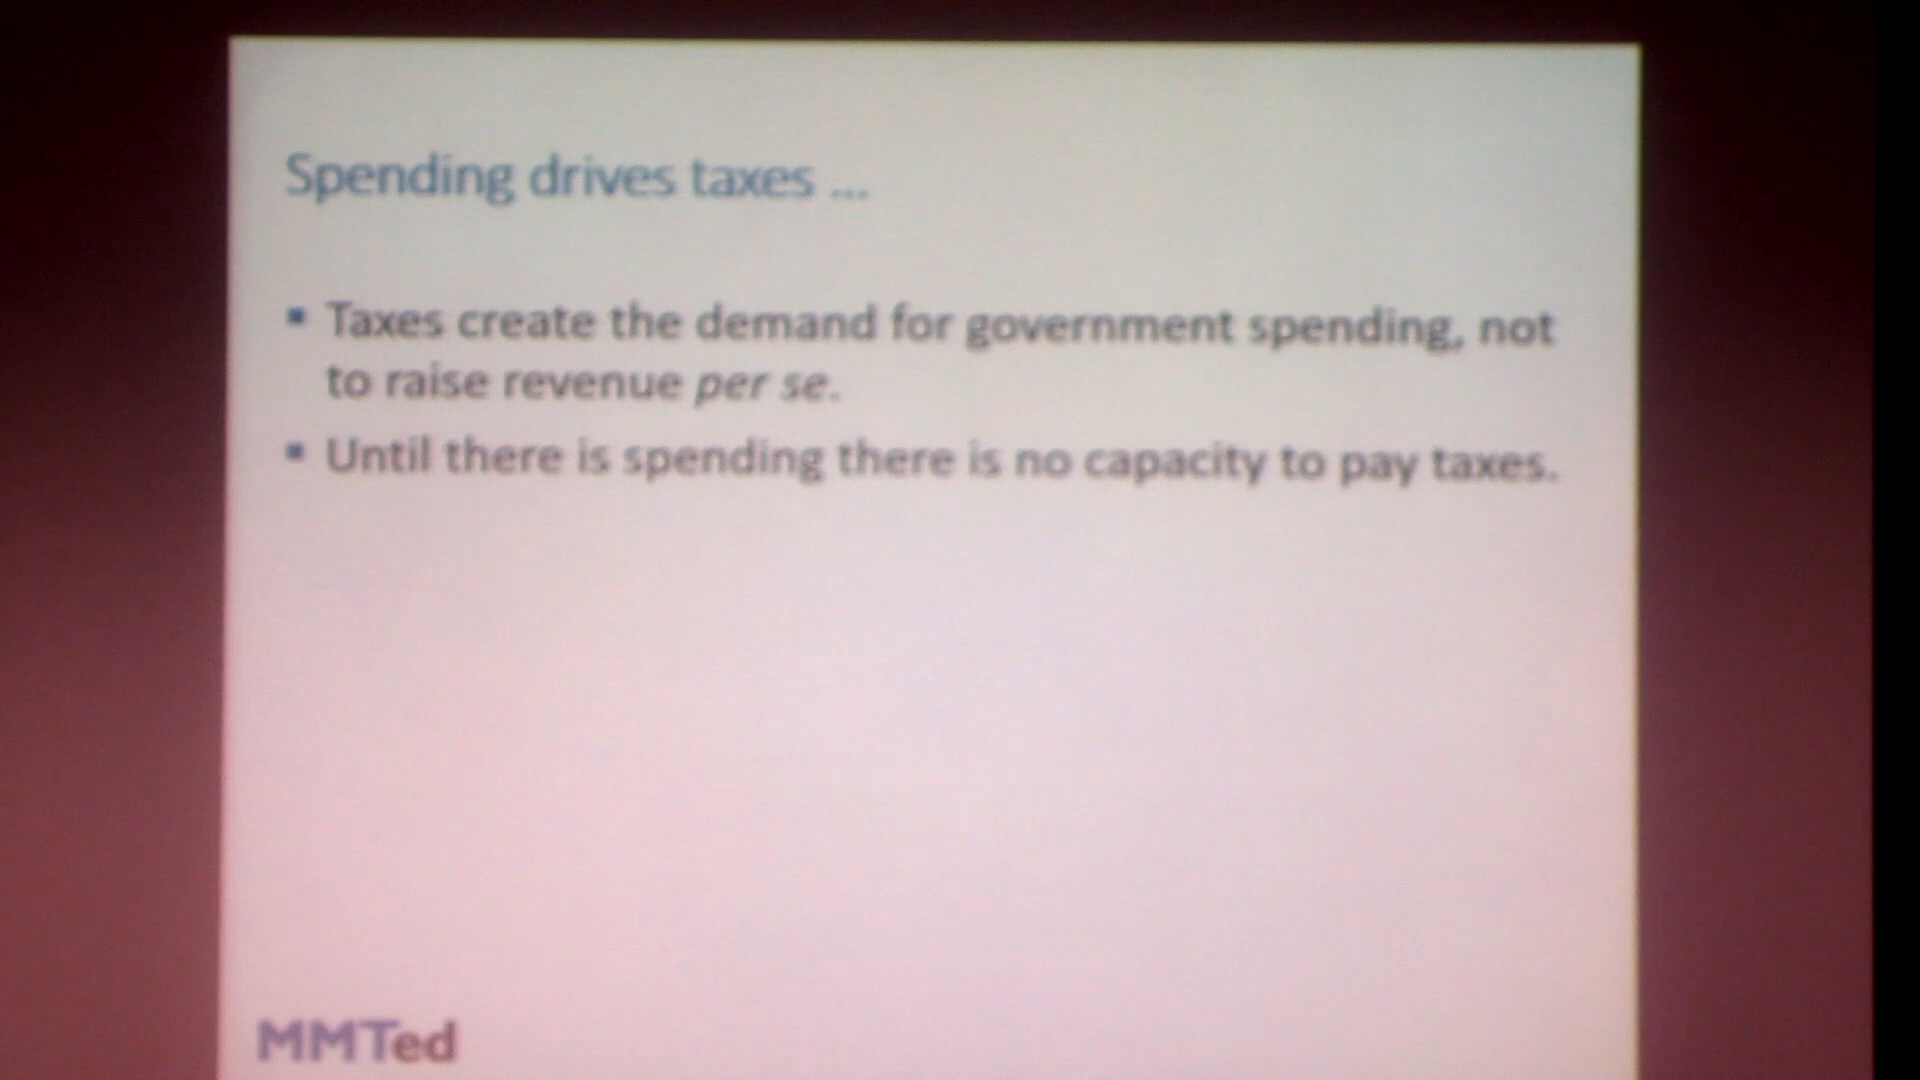 Spending drives taxes ...
▪ Taxes create the demand for government spending, not
to raise revenue per se.
▪ Until there is spending there is no capacity to pay taxes.
MMTed